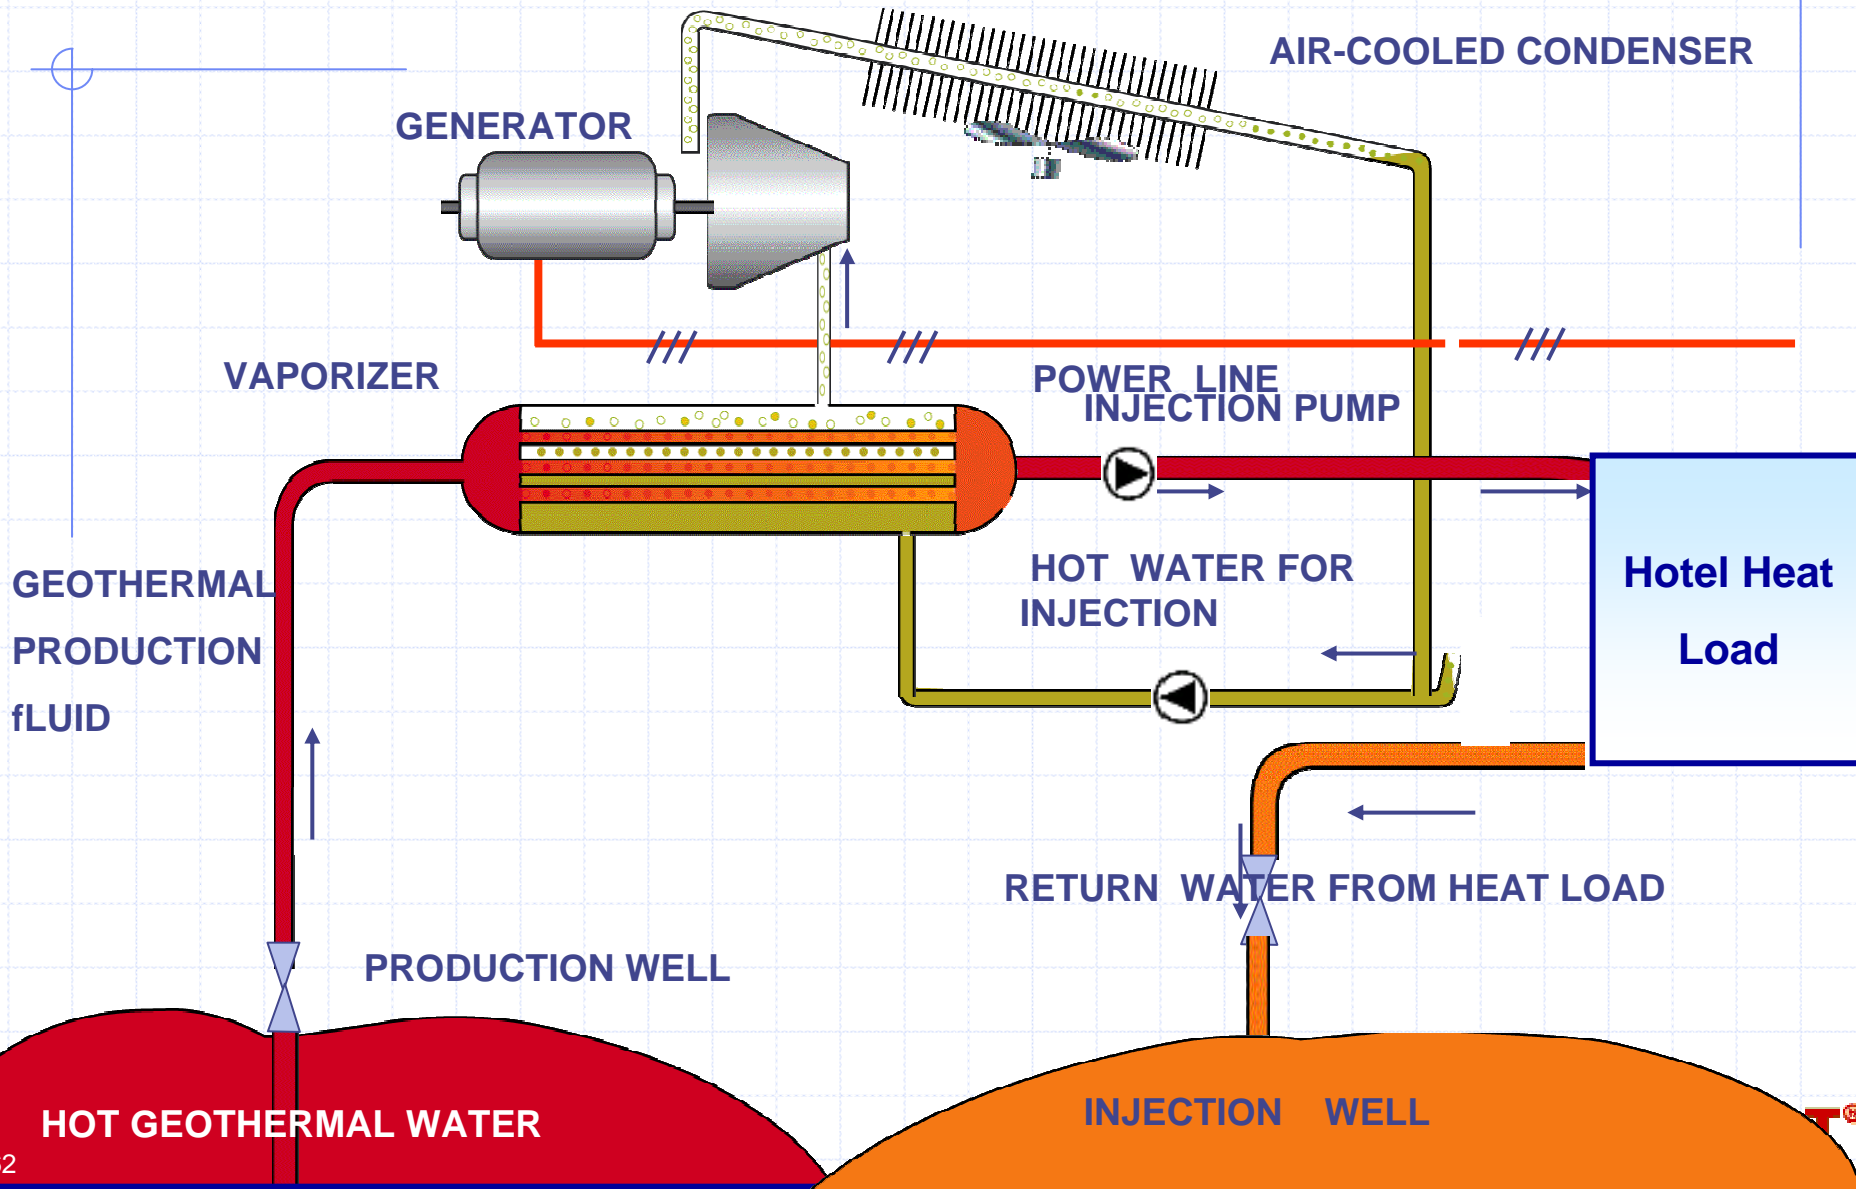 AIR-COOLED CONDENSER
GENERATOR
VAPORIZER
POWER LINE
INJECTION PUMP
HOT WATER FOR
INJECTION
Hotel Heat
Load
GEOTHERMAL
PRODUCTION
fLUID
RETURN WATER FROM HEAT LOAD
PRODUCTION WELL
HOT GEOTHERMAL WATER
INJECTION WELL